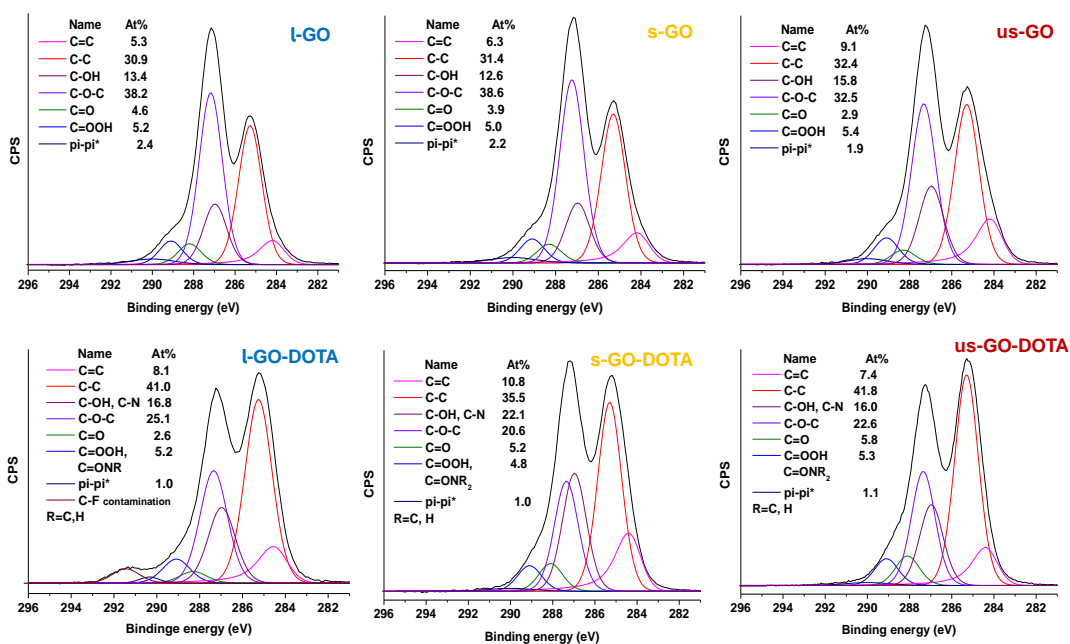 l-GO
Name At%
C=C 5.3
C-C 30.9
C-OH 13.4
C-O-C 38.2
C=O 4.6
C=OOH 5.2
pi-pi* 2.4
CPS
296 294 292 290 288 286 284 282
Binding energy (eV)
s-GO
Name At%
C=C 6.3
C-C 31.4
C-OH 12.6
C-O-C 38.6
C=O 3.9
C=OOH 5.0
pi-pi* 2.2
CPS
296 294 292 290 288 286 284 282
Binding energy (eV)
us-GO
Name At%
C=C 9.1
C-C 32.4
C-OH 15.8
C-O-C 32.5
C=O 2.9
C=OOH 5.4
pi-pi* 1.9
CPS
296 294 292 290 288 286 284 282
Binding energy (eV)
l-GO-DOTA
Name At%
C=C 8.1
C-C 41.0
C-OH, C-N 16.8
C-O-C 25.1
C=O 2.6
C=OOH, 5.2
C=ONR
pi-pi* 1.0
C-F contamination
R=C,H
CPS
296 294 292 290 288 286 284 282
Bindinge energy (eV)
s-GO-DOTA
Name At%
C=C 10.8
C-C 35.5
C-OH, C-N 22.1
C-O-C 20.6
C=O 5.2
C=OOH, 4.8
C=ONR2
pi-pi* 1.0
R=C, H
CPS
296 294 292 290 288 286 284 282
Binding energy (eV)
us-GO-DOTA
Name At%
C=C 7.4
C-C 41.8
C-OH, C-N 16.0
C-O-C 22.6
C=O 5.8
C=OOH 5.3
C=ONR2
pi-pi* 1.1
R=C, H
CPS
296 294 292 290 288 286 284 282
Binding energy (eV)